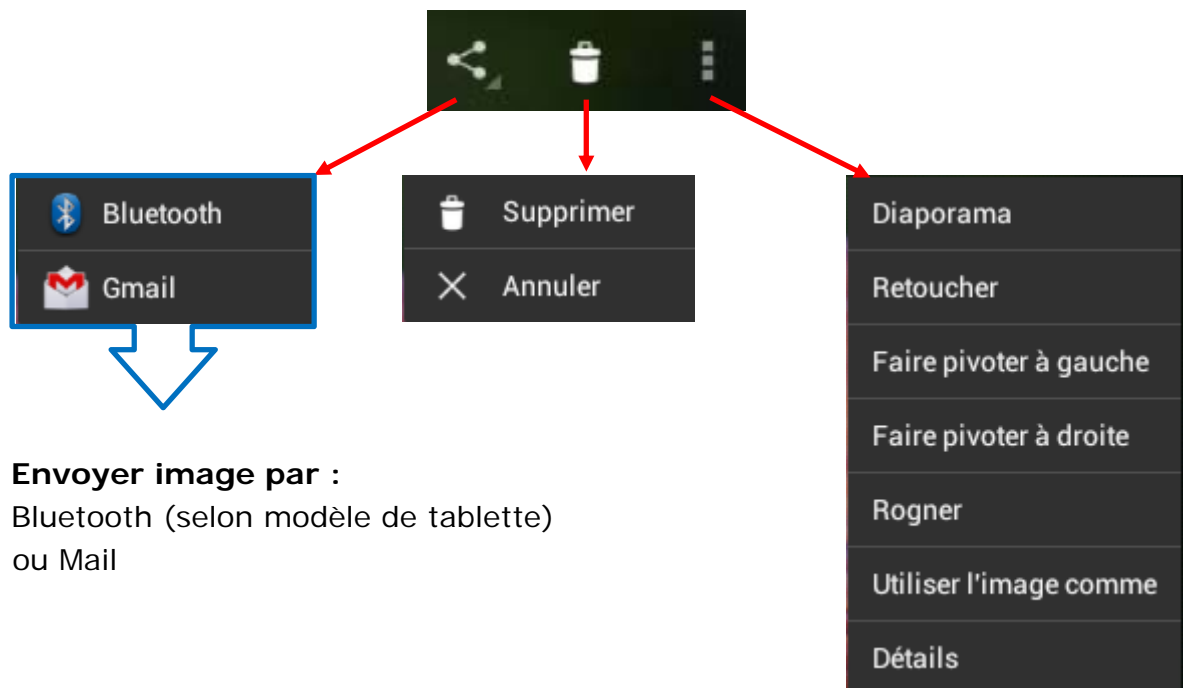 Bluetooth
Gmail
Supprimer
Annuler
Diaporama
Retoucher
Faire pivoter à gauche
Faire pivoter à droite
Rogner
Utiliser l'image comme
Détails
Envoyer image par :
Bluetooth (selon modèle de tablette)
ou Mail